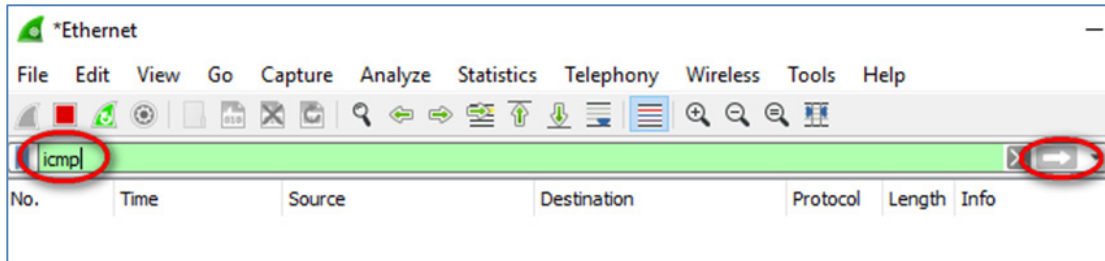 *Ethernet
File Edit View Go Capture Analyze Statistics Telephony Wireless Tools Help
icmp
No. Time Source Destination Protocol Length Info